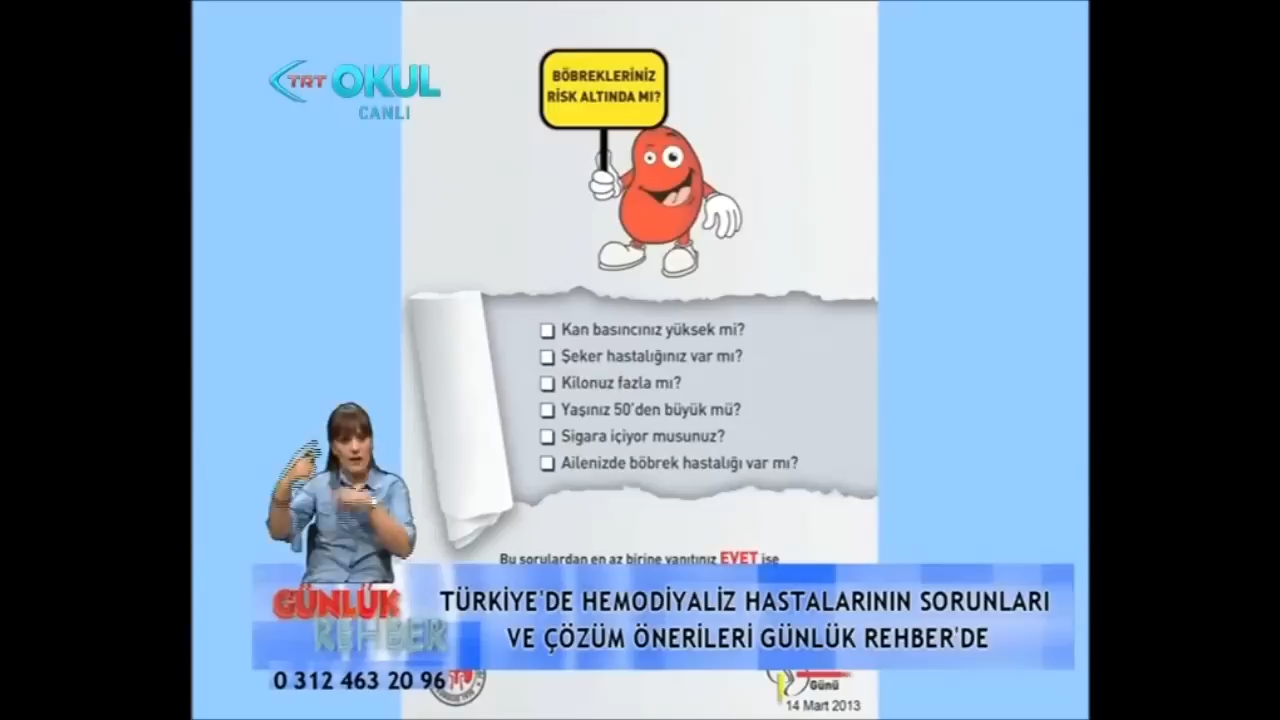 TRT OKUL
CANLI
BÖBREKLERİNİZ
RİSK ALTINDA MI?
Kan basıncınız yüksek mi?
Şeker hastalığınız var mı?
Kilonuz fazla mı?
Yaşınız 50'den büyük mü?
Sigara içiyor musunuz?
Ailenizde böbrek hastalığı var mı?
Bu sorulardan en az birine yanıtınız EVET ise
GÜNLÜK
REHBER
TÜRKİYE'DE HEMODİYALİZ HASTALARININ SORUNLARI
VE ÇÖZÜM ÖNERİLERİ GÜNLÜK REHBER'DE
0 312 463 20 96
Günü
14 Mart 2013